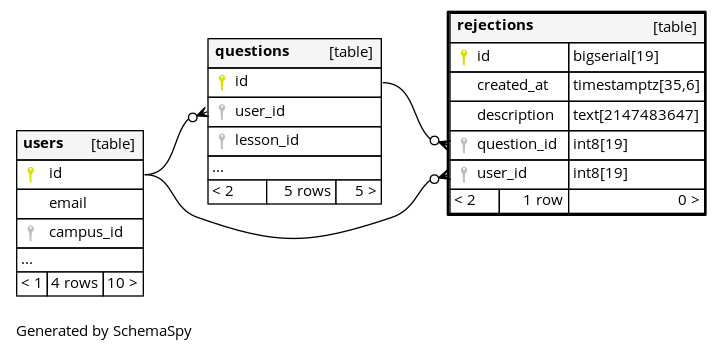 users [table]
id
email
campus_id
...
< 1 4 rows 10 >
questions [table]
id
user_id
lesson_id
...
< 2 5 rows 5 >
rejections [table]
id bigserial[19]
created_at timestamptz[35,6]
description text[2147483647]
question_id int8[19]
user_id int8[19]
< 2 1 row 0 >
Generated by SchemaSpy